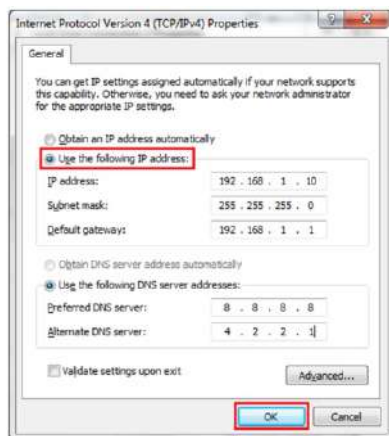 Internet Protocol Version 4 (TCP/IPv4) Properties
General
You can get IP settings assigned automatically if your network supports
this capability. Otherwise, you need to ask your network administrator
for the appropriate IP settings.
Obtain an IP address automatically
Use the following IP address:
IP address: 192 . 168 . 1 . 10
Subnet mask: 255 . 255 . 255 . 0
Default gateway: 192 . 168 . 1 . 1
Obtain DNS server address automatically
Use the following DNS server addresses:
Preferred DNS server: 8 . 8 . 8 . 8
Alternate DNS server: 4 . 2 . 2 . 1
Validate settings upon exit
Advanced...
OK Cancel